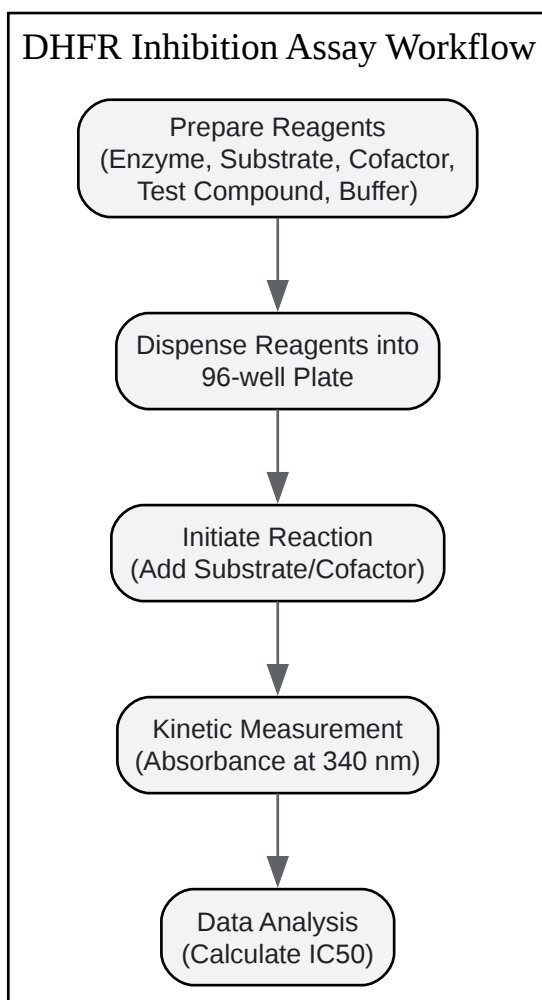 DHFR Inhibition Assay Workflow
Prepare Reagents
(Enzyme, Substrate, Cofactor,
Test Compound, Buffer)
Dispense Reagents into
96-well Plate
Initiate Reaction
(Add Substrate/Cofactor)
Kinetic Measurement
(Absorbance at 340 nm)
Data Analysis
(Calculate IC50)